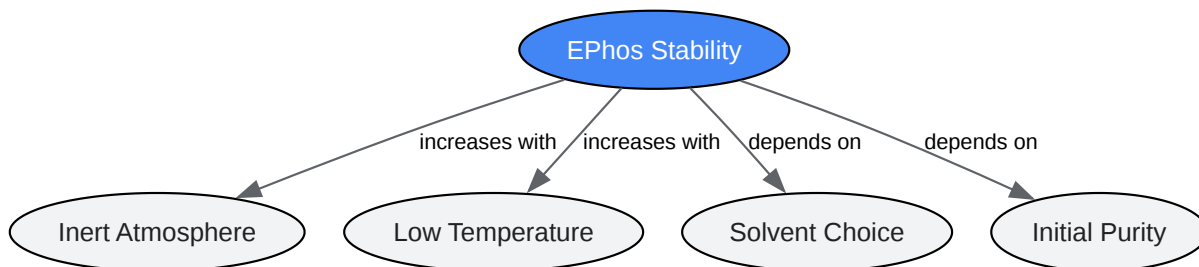 EPhos Stability
increases with
increases with
depends on
depends on
Inert Atmosphere
Low Temperature
Solvent Choice
Initial Purity